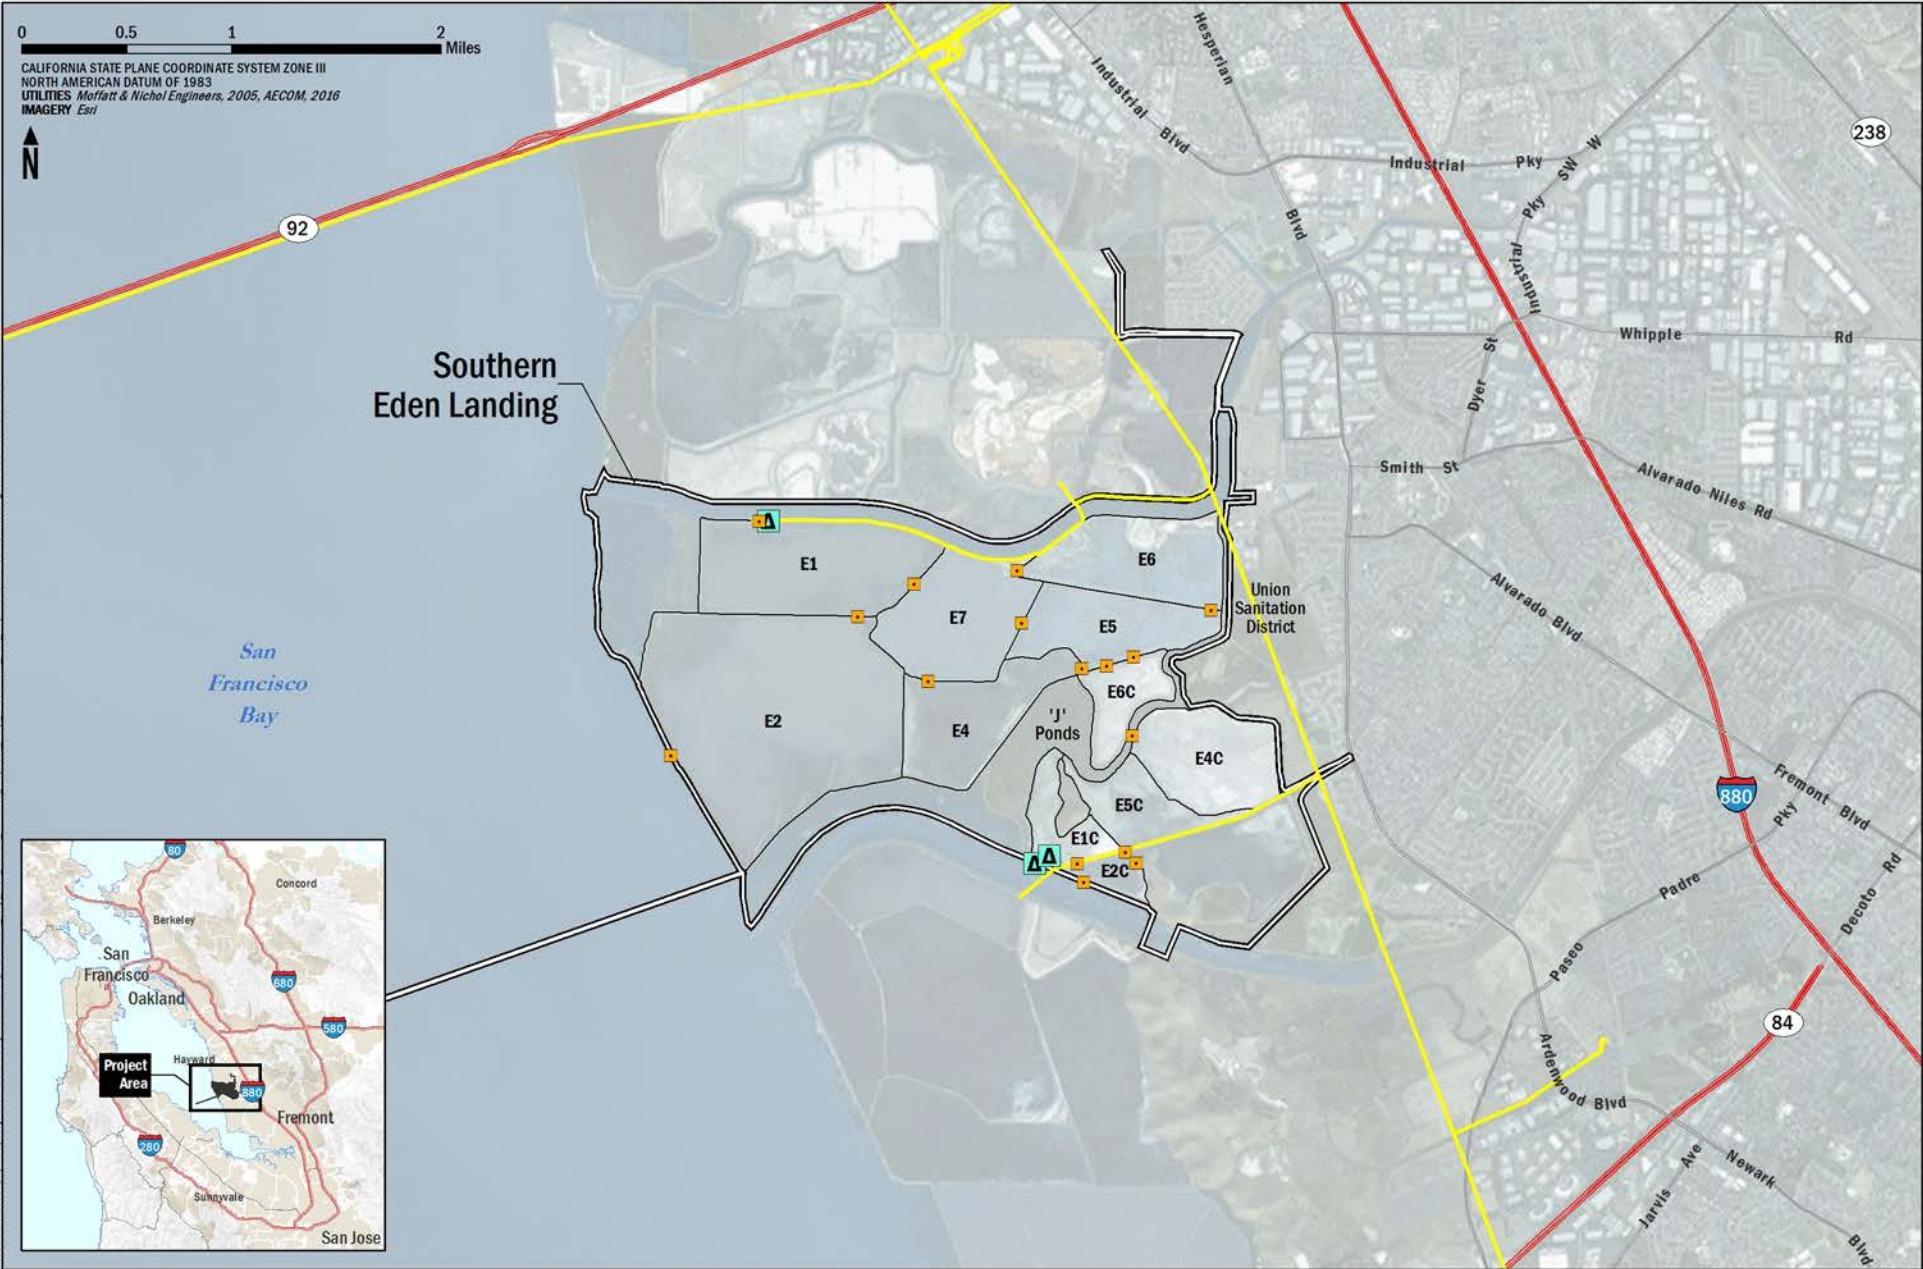 0 0.5 1 2
Miles
CALIFORNIA STATE PLANE COORDINATE SYSTEM ZONE III
NORTH AMERICAN DATUM OF 1983
UTILITIES Moffatt & Nichol Engineers, 2005, AECOM, 2016
IMAGERY Esri
N
92
Hesperian
Blvd
Industrial Blvd
Industrial Pky
SW W
Pky
Industrial
238
Whipple Rd
Dyer St
Smith St
Alvarado Niles Rd
Alvarado Blvd
Southern
Eden Landing
E1
E6
E7
E5
Union
Sanitation
District
San
Francisco
Bay
E2
E4
'J'
Ponds
E6C
E4C
E5C
E1C
E2C
880
Fremont Blvd
Paseo Padre Pky
Decoto Rd
84
Ardenwood Blvd
Newark Blvd
Jarvis Ave
80
Concord
Berkeley
San
Francisco
Oakland
680
580
Hayward
Project
Area
880
Fremont
280
Sunnyvale
San Jose